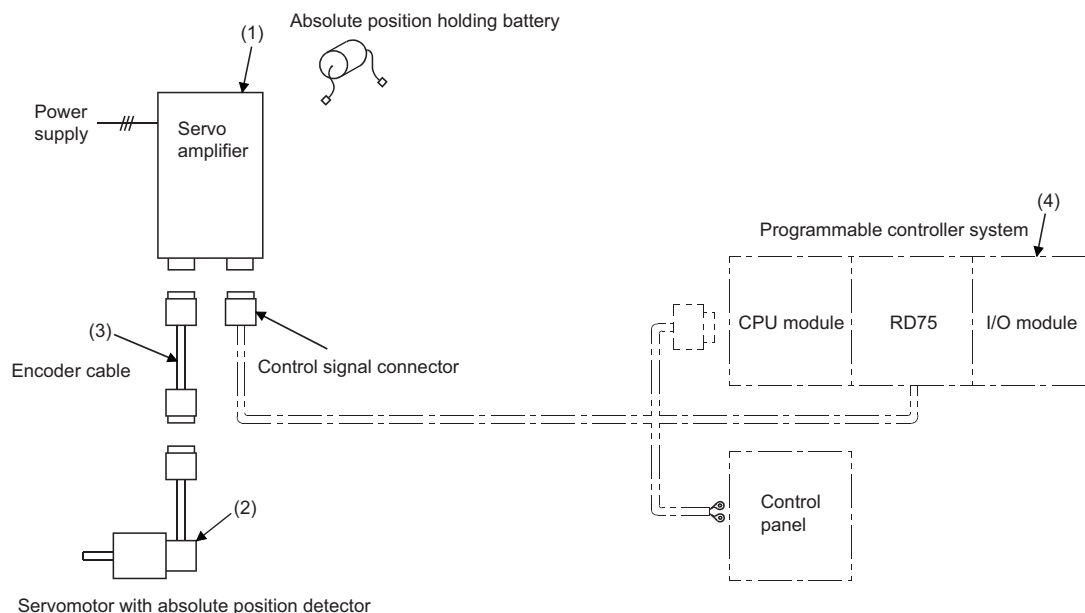 (1)
Absolute position holding battery
Power
supply
Servo
amplifier
(4)
Programmable controller system
CPU module
RD75
I/O module
(3)
Encoder cable
Control signal connector
(2)
Control
panel
Servomotor with absolute position detector